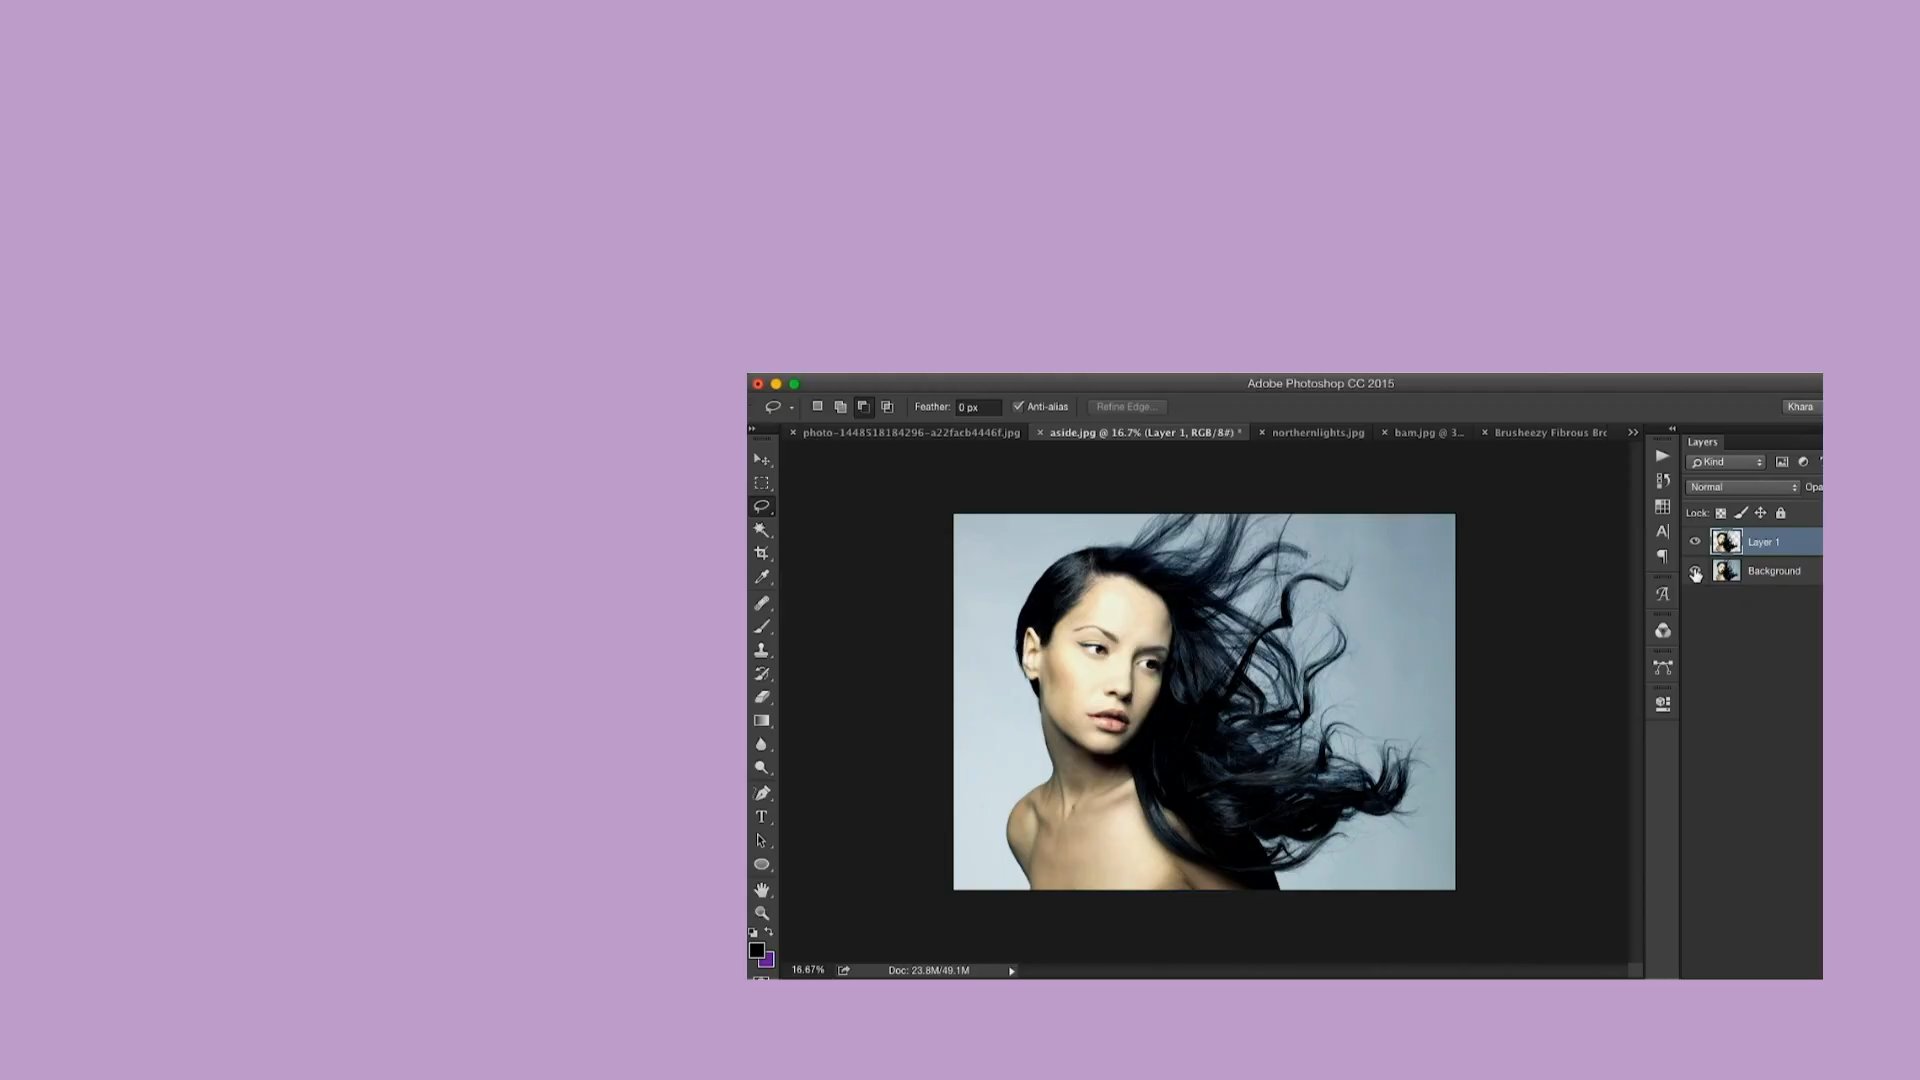 Adobe Photoshop CC 2015
Feather: 0 px Anti-alias Refine Edge... Khara
photo-1448518184296-a22facb4446f.jpg aside.jpg @ 16.7% (Layer 1, RGB/8#) * northernlights.jpg bam.jpg @ 3... Brusheezy Fibrous Brc
Layers
Kind
Normal Opa
Lock:
Layer 1
Background
16.67% Doc: 23.8M/49.1M